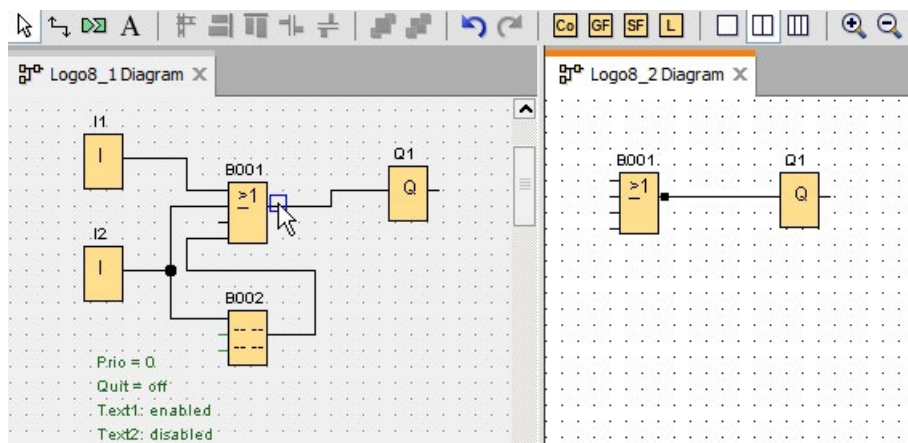 A Co GF SF L
Logo8_1 Diagram
Logo8_2 Diagram
I1
I
B001
≥1
Q1
Q
I2
I
B002
Prio = 0
Quit = off
Text1: enabled
Text2: disabled
B001
≥1
Q1
Q